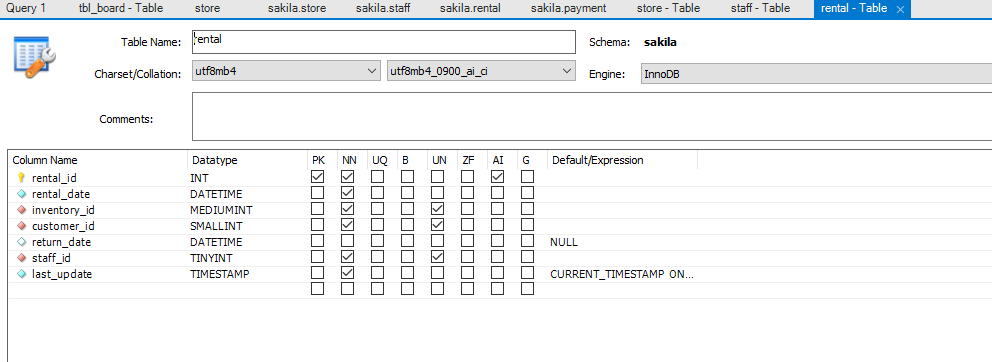 Query 1 tbl_board - Table store sakila.store sakila.staff sakila.rental sakila.payment store - Table staff - Table rental - Table ×
Table Name: rental Schema: sakila
Charset/Collation: utf8mb4 utf8mb4_0900_ai_ci Engine: InnoDB
Comments:
Column Name Datatype PK NN UQ B UN ZF AI G Default/Expression
rental_id INT
rental_date DATETIME
inventory_id MEDIUMINT
customer_id SMALLINT
return_date DATETIME NULL
staff_id TINYINT
last_update TIMESTAMP CURRENT_TIMESTAMP ON...